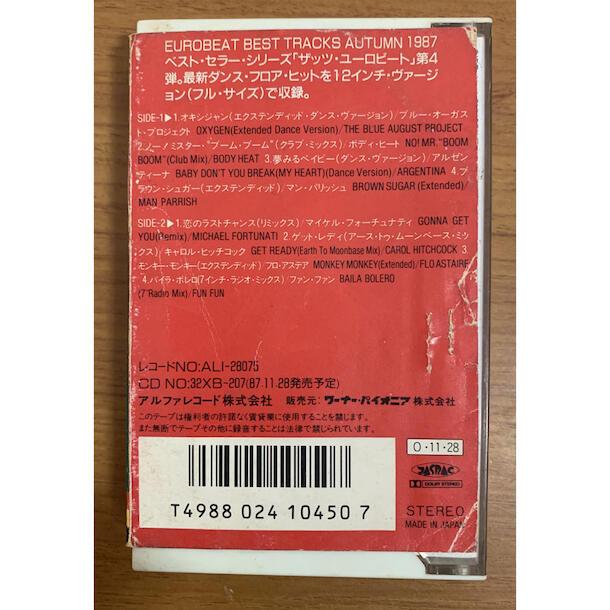 EUROBEAT BEST TRACKS AUTUMN 1987
ベスト・セラー・シリーズ「ザッツ・ユーロビート」第4
弾。最新ダンス・フロア・ヒットを12インチ・ヴァージ
ョン(フル・サイズ)で収録。
SIDE-1▶1.オキシジャン(エクステンディッド・ダンス・ヴァージョン)/ブルー・オーガス
ト・プロジェクト OXYGEN(Extended Dance Version)/THE BLUE AUGUST PROJECT
2.ノー!ミスター・"ブーム・ブーム"(クラブ・ミックス)/ボディ・ヒート NO! MR."BOOM
BOOM"(Club Mix)/BODY HEAT 3.夢みるベイビー(ダンス・ヴァージョン)/アルゼン
ティーナ BABY DON'T YOU BREAK(MY HEART)(Dance Version)/ARGENTINA 4.ブ
ラウン・シュガー(エクステンディッド)/マン・パリッシュ BROWN SUGAR (Extended)/
MAN PARRISH
SIDE-2▶1.恋のラストチャンス(リミックス)/マイケル・フォーチュナティ GONNA GET
YOU(Remix)/MICHAEL FORTUNATI 2.ゲット・レディ(アース・トゥ・ムーンベース・ミッ
クス)/キャロル・ヒッチコック GET READY(Earth To Moonbase Mix)/CAROL HITCHCOCK 3.
モンキー・モンキー(エクステンディッド)/フロ・アステア MONKEY MONKEY(Extended)/FLO ASTAIRE
4.バイラ・ボレロ(7インチ・ラジオ・ミックス)/ファン・ファン BAILA BOLERO
(7"Radio Mix)/FUN FUN
レコードNO:ALI-28075
CD NO:32XB-207(87.11.28発売予定)
アルファレコード株式会社 販売元:ワーナー・パイオニア株式会社
このテープは権利者の許諾なく賃貸業に使用することを禁じます。
また無断でテープその他に録音することは法律で禁じられています。
O・11・28
JASRAC
DOLBY STEREO
T4988 024 10450 7
STEREO
MADE IN JAPAN